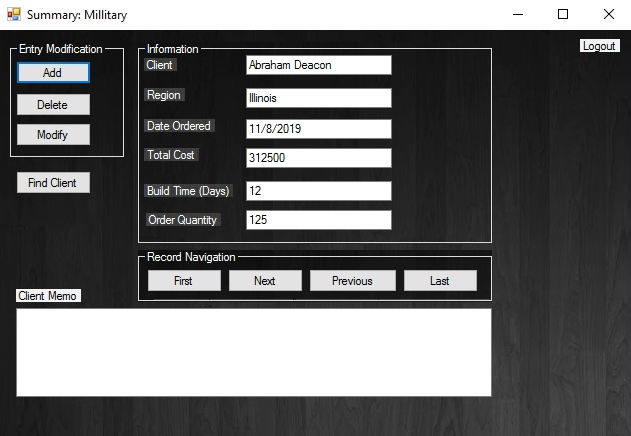 Summary: Millitary
Logout
Entry Modification
Add
Delete
Modify
Find Client
Information
Client Abraham Deacon
Region Illinois
Date Ordered 11/8/2019
Total Cost 312500
Build Time (Days) 12
Order Quantity 125
Record Navigation
First Next Previous Last
Client Memo